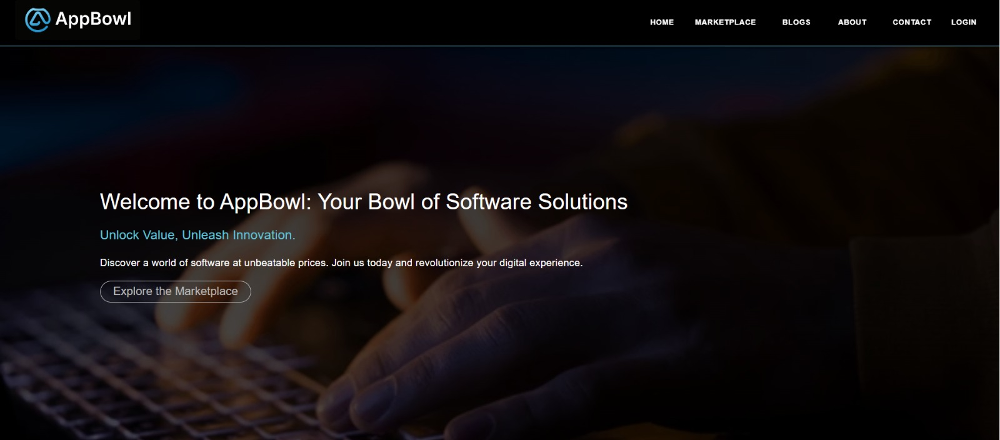 AppBowl
HOME MARKETPLACE BLOGS ABOUT CONTACT LOGIN
Welcome to AppBowl: Your Bowl of Software Solutions
Unlock Value, Unleash Innovation.
Discover a world of software at unbeatable prices. Join us today and revolutionize your digital experience.
Explore the Marketplace